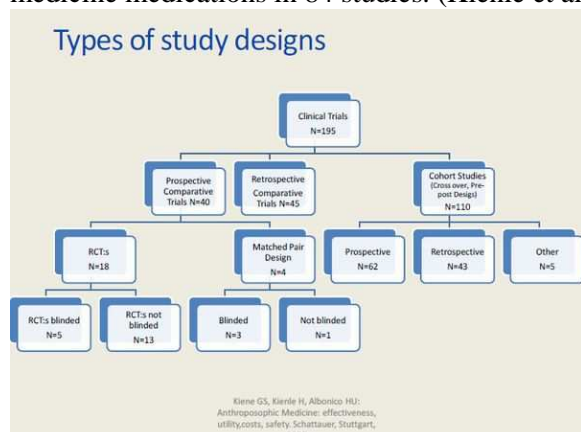 medicine medications in 84 studies. (Kienle et al
Types of study designs
Clinical Trials
N=195
Prospective
Comparative
Trials N=40
Retrospective
Comparative
Trials N=45
Cohort Studies
(Cross over, Pre-
post Desigs)
N=110
RCT:s
N=18
Matched Pair
Design
N=4
Prospective
N=62
Retrospective
N=43
Other
N=5
RCT:s blinded
N=5
RCT:s not
blinded
N=13
Blinded
N=3
Not blinded
N=1
Kiene GS, Kienle H, Albonico HU:
Anthroposophic Medicine: effectiveness,
utility,costs, safety. Schattauer, Stuttgart,